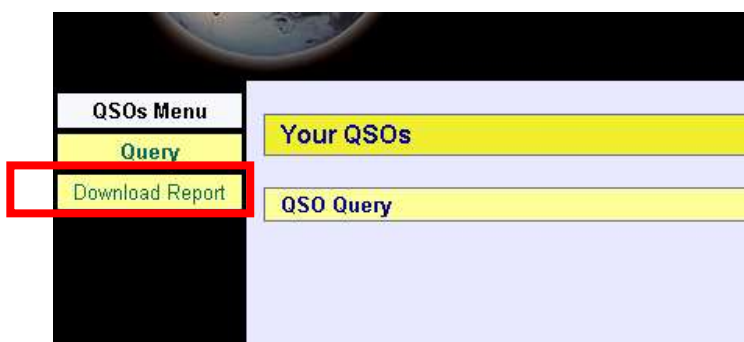 QSOs Menu
Query
Download Report
Your QSOs
QSO Query